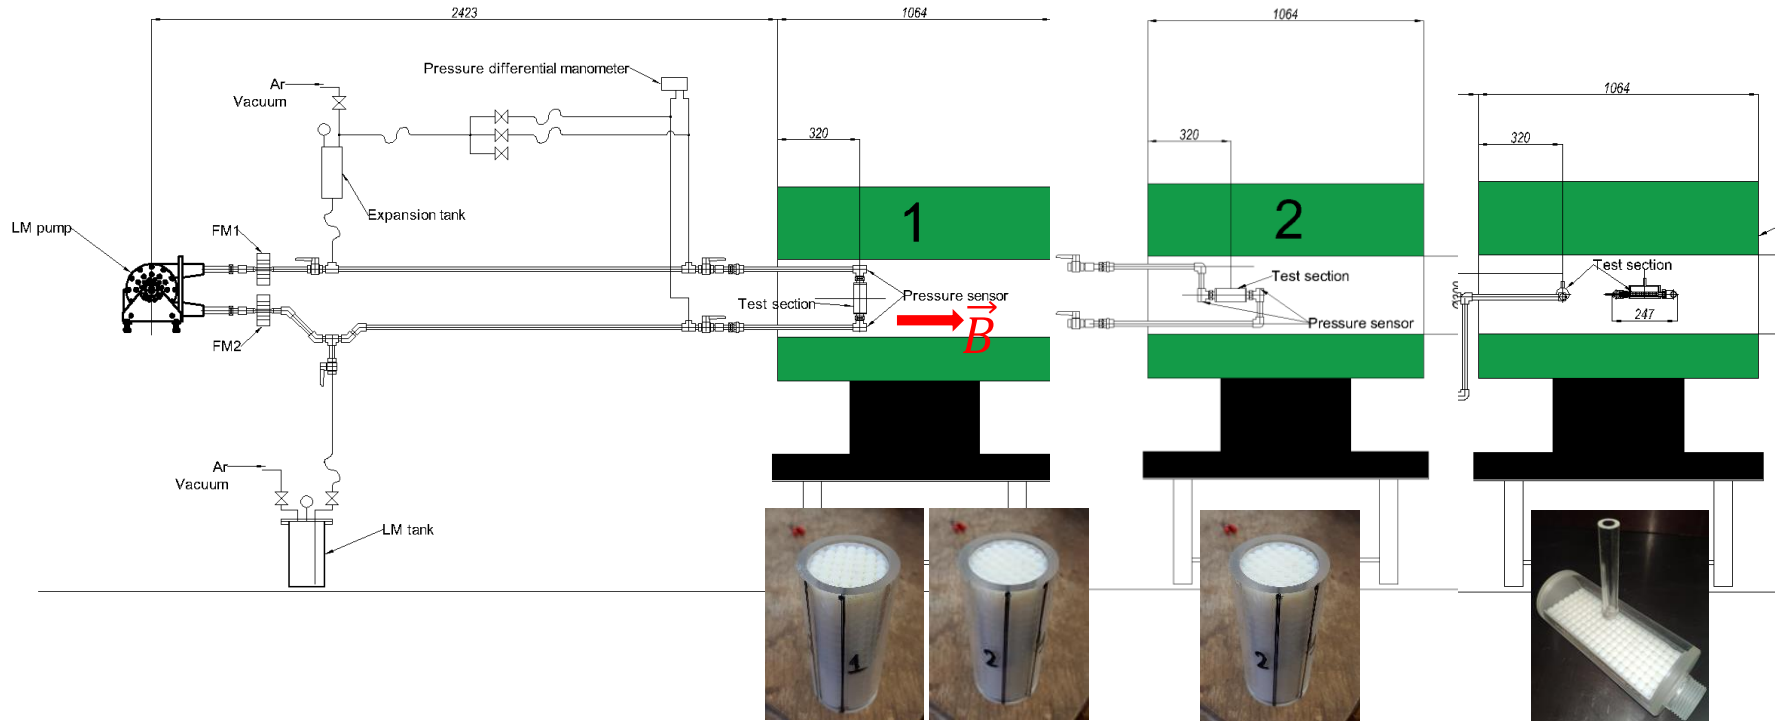 2423
1064
1064
1064
Pressure differential manometer
Ar
Vacuum
320
320
320
Expansion tank
LM pump
FM1
FM2
1
2
Test section
Pressure sensor
B
Test section
Pressure sensor
Test section
247
Ar
Vacuum
LM tank
1
2
2